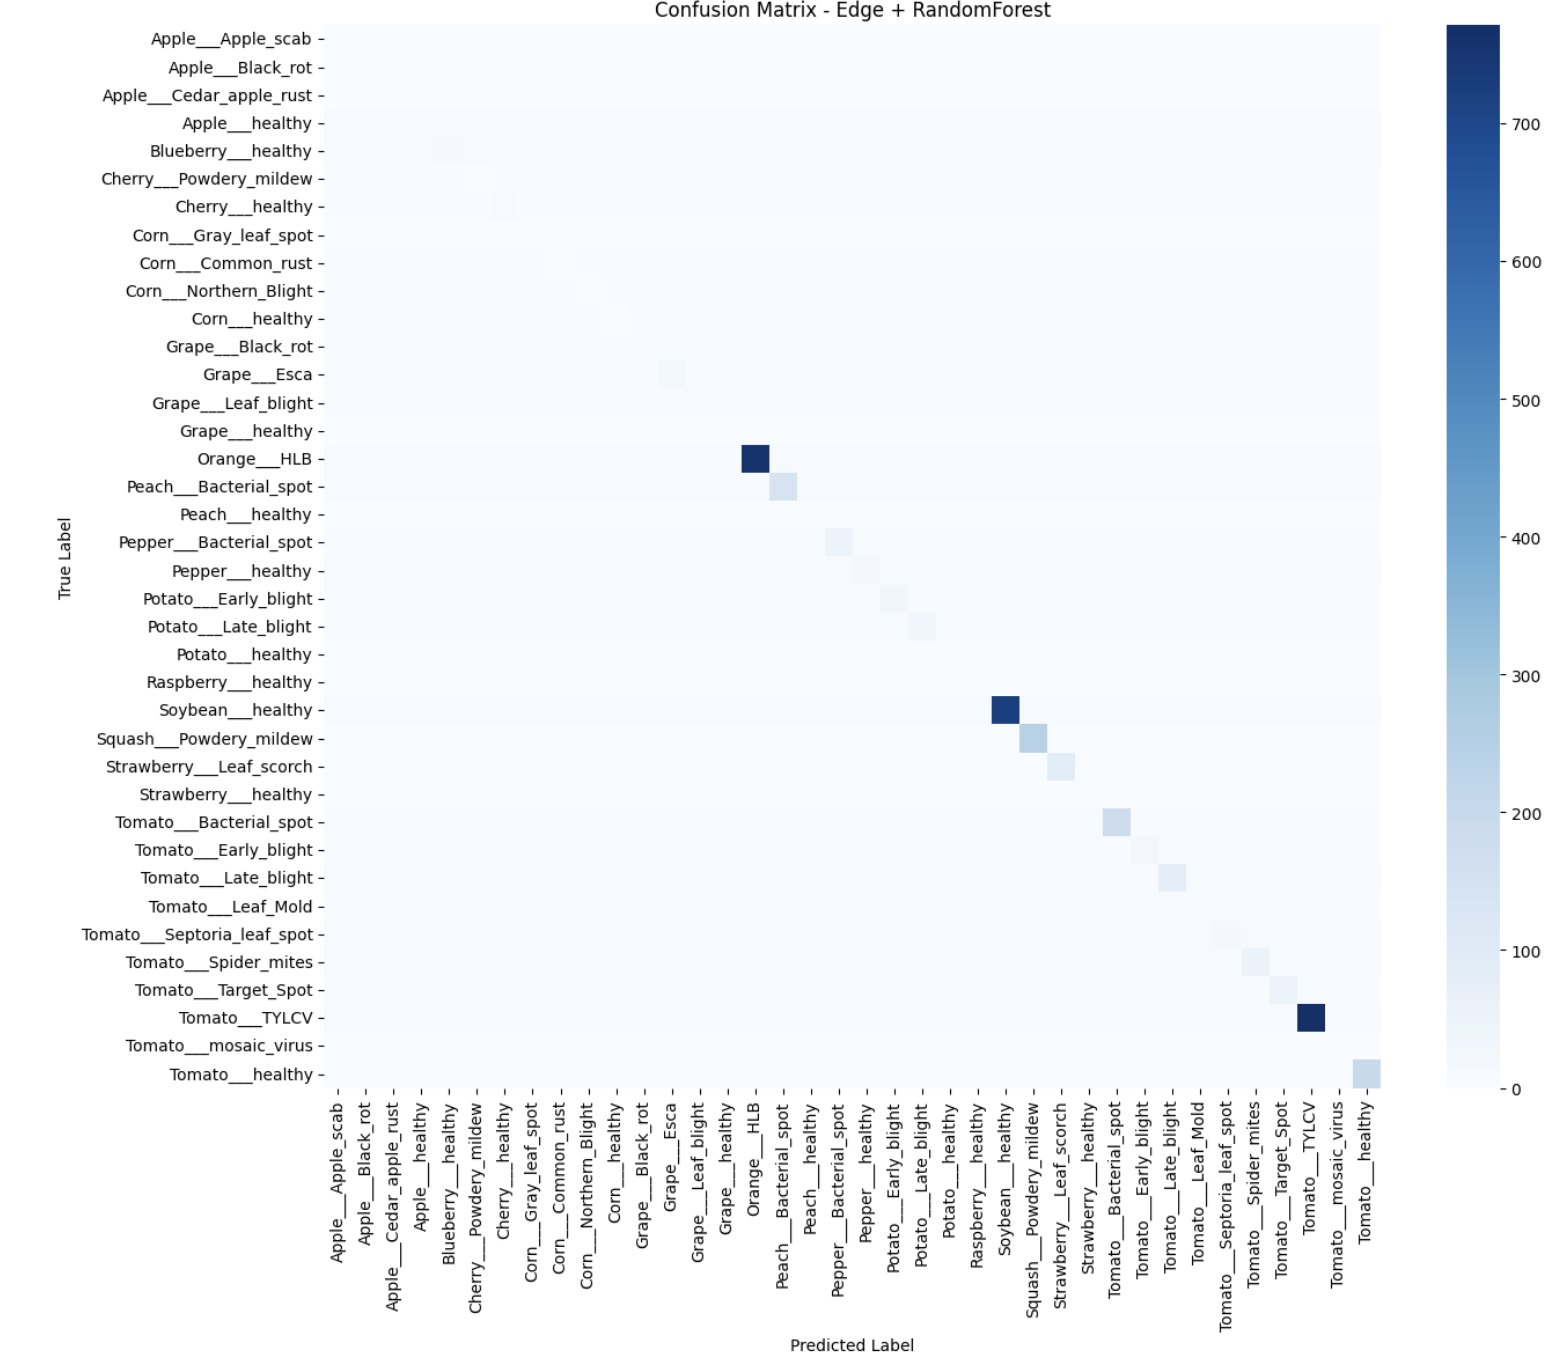 Confusion Matrix - Edge + RandomForest
Apple___Apple_scab
Apple___Black_rot
Apple___Cedar_apple_rust
Apple___healthy
Blueberry___healthy
Cherry___Powdery_mildew
Cherry___healthy
Corn___Gray_leaf_spot
Corn___Common_rust
Corn___Northern_Blight
Corn___healthy
Grape___Black_rot
Grape___Esca
Grape___Leaf_blight
Grape___healthy
Orange___HLB
Peach___Bacterial_spot
Peach___healthy
Pepper___Bacterial_spot
Pepper___healthy
Potato___Early_blight
Potato___Late_blight
Potato___healthy
Raspberry___healthy
Soybean___healthy
Squash___Powdery_mildew
Strawberry___Leaf_scorch
Strawberry___healthy
Tomato___Bacterial_spot
Tomato___Early_blight
Tomato___Late_blight
Tomato___Leaf_Mold
Tomato___Septoria_leaf_spot
Tomato___Spider_mites
Tomato___Target_Spot
Tomato___TYLCV
Tomato___mosaic_virus
Tomato___healthy
True Label
Apple___Apple_scab
Apple___Black_rot
Apple___Cedar_apple_rust
Apple___healthy
Blueberry___healthy
Cherry___Powdery_mildew
Cherry___healthy
Corn___Gray_leaf_spot
Corn___Common_rust
Corn___Northern_Blight
Corn___healthy
Grape___Black_rot
Grape___Esca
Grape___Leaf_blight
Grape___healthy
Orange___HLB
Peach___Bacterial_spot
Peach___healthy
Pepper___Bacterial_spot
Pepper___healthy
Potato___Early_blight
Potato___Late_blight
Potato___healthy
Raspberry___healthy
Soybean___healthy
Squash___Powdery_mildew
Strawberry___Leaf_scorch
Strawberry___healthy
Tomato___Bacterial_spot
Tomato___Early_blight
Tomato___Late_blight
Tomato___Leaf_Mold
Tomato___Septoria_leaf_spot
Tomato___Spider_mites
Tomato___Target_Spot
Tomato___TYLCV
Tomato___mosaic_virus
Tomato___healthy
Predicted Label
700
600
500
400
300
200
100
0